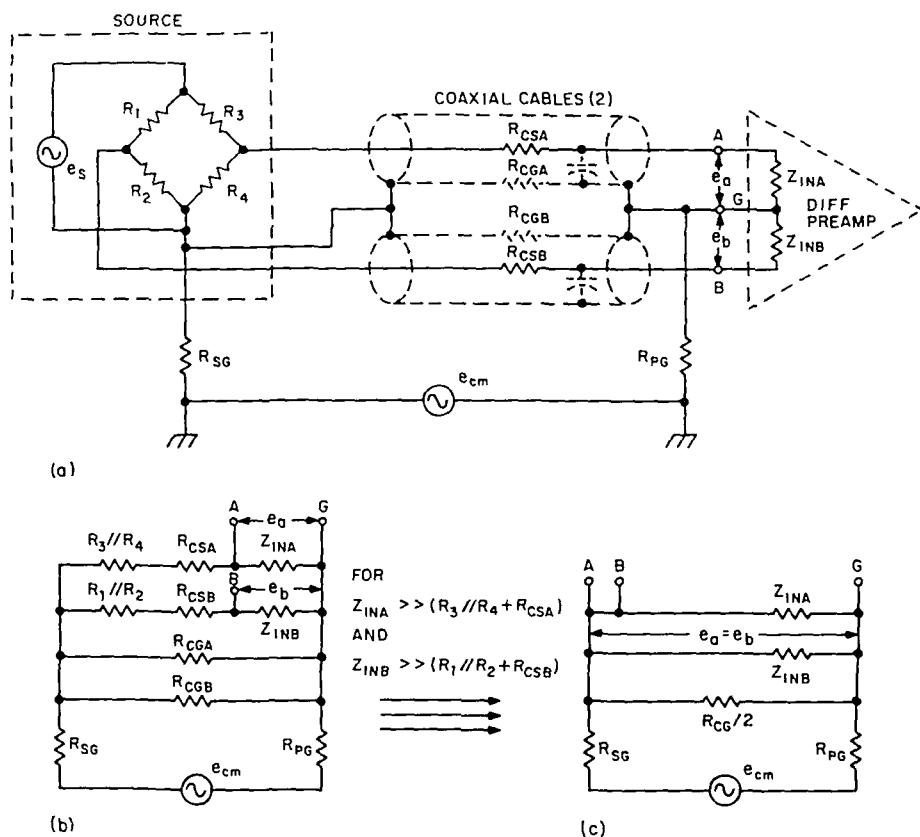 SOURCE
R1
R3
R2
R4
eS
COAXIAL CABLES (2)
RCSA
RCGA
RCGB
RCSB
A
ea
G
eb
B
ZINA
DIFF
PREAMP
ZINB
RSG
ecm
RPG
(a)
A
G
ea
R3//R4
RCSA
ZINA
B
eb
R1//R2
RCSB
ZINB
RCGA
RCGB
RSG
RPG
ecm
(b)
FOR
ZINA >> (R3//R4 + RCSA)
AND
ZINB >> (R1//R2 + RCSB)
A
B
G
ZINA
ea = eb
ZINB
RCG/2
RSG
RPG
ecm
(c)